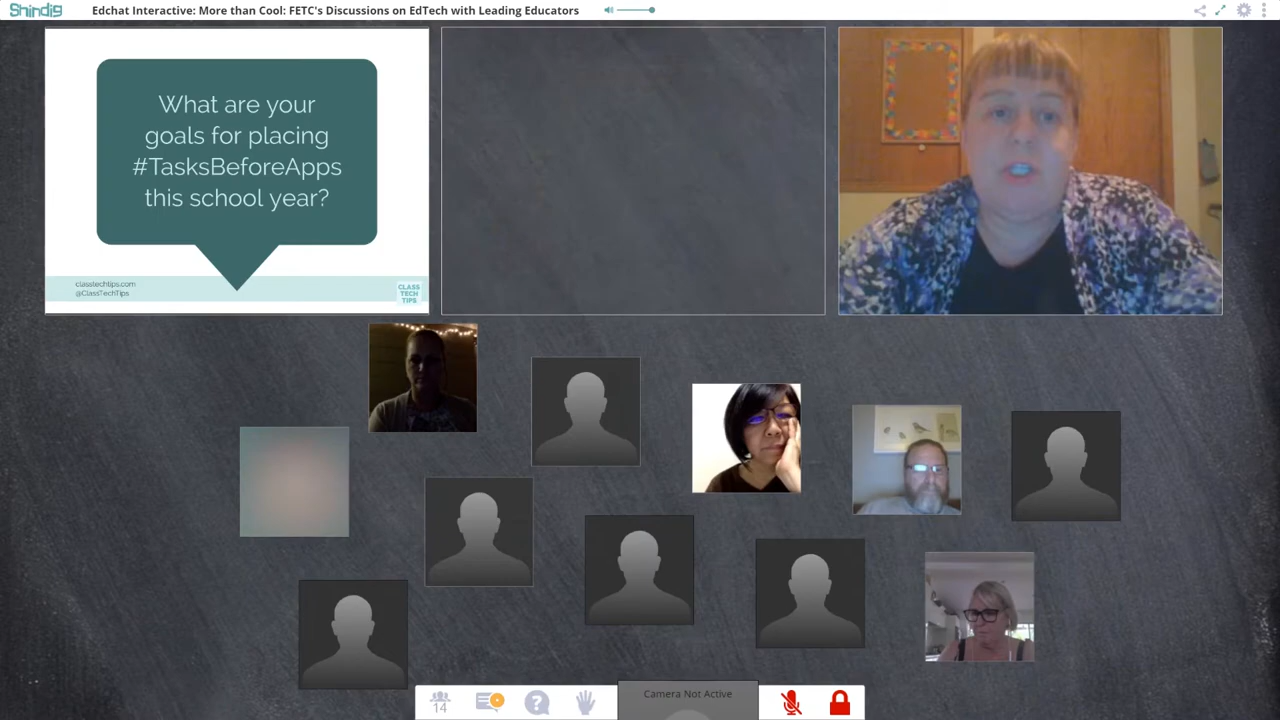 Shindig
Edchat Interactive: More than Cool: FETC's Discussions on EdTech with Leading Educators
What are your
goals for placing
#TasksBeforeApps
this school year?
classtechtips.com
@ClassTechTips
CLASS
TECH
TIPS
14
Camera Not Active